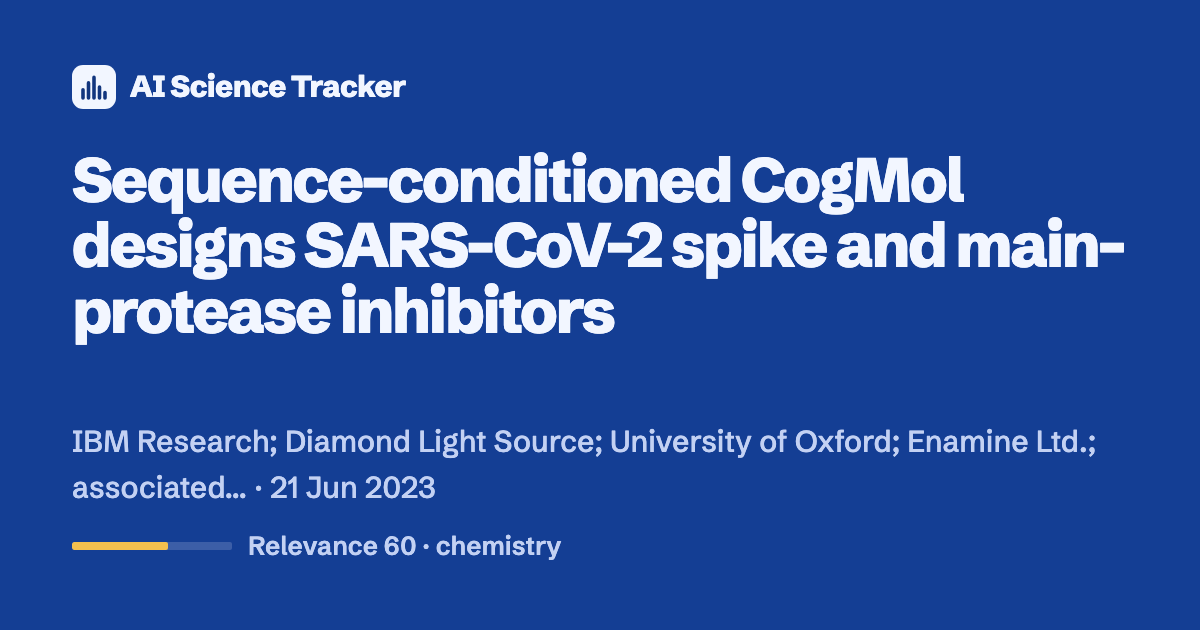 AI Science Tracker
Sequence-conditioned CogMol
designs SARS-CoV-2 spike and main-
protease inhibitors
IBM Research; Diamond Light Source; University of Oxford; Enamine Ltd.;
associated... · 21 Jun 2023
Relevance 60 · chemistry